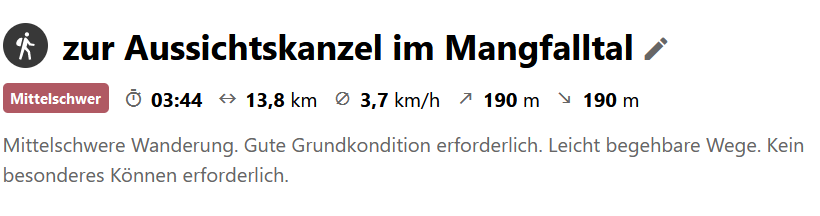 zur Aussichtskanzel im Mangfalltal
Mittelschwer 03:44 13,8 km 3,7 km/h 190 m 190 m
Mittelschwere Wanderung. Gute Grundkondition erforderlich. Leicht begehbare Wege. Kein
besonderes Können erforderlich.